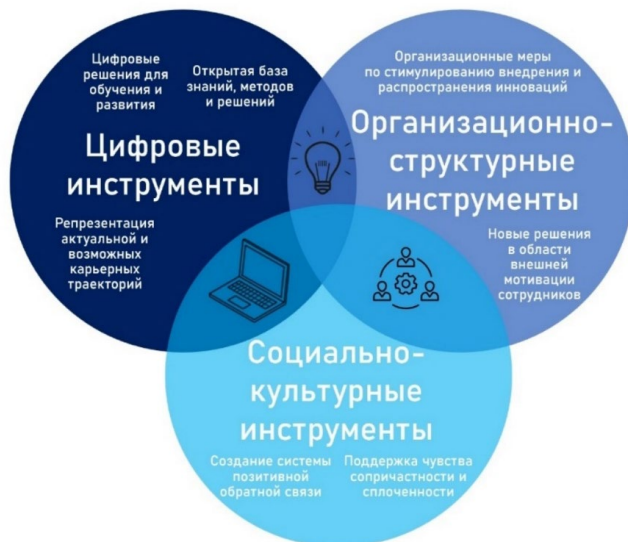 Цифровые
решения для
обучения и
развития
Открытая база
знаний, методов
и решений
Цифровые
инструменты
Репрезентация
актуальной и
возможных
карьерных
траекторий
Организационные меры
по стимулированию внедрения и
распространения инноваций
Организационно-
структурные
инструменты
Новые решения
в области
внешней
мотивации
сотрудников
Социально-
культурные
инструменты
Создание системы
позитивной
обратной связи
Поддержка чувства
сопричастности и
сплоченности